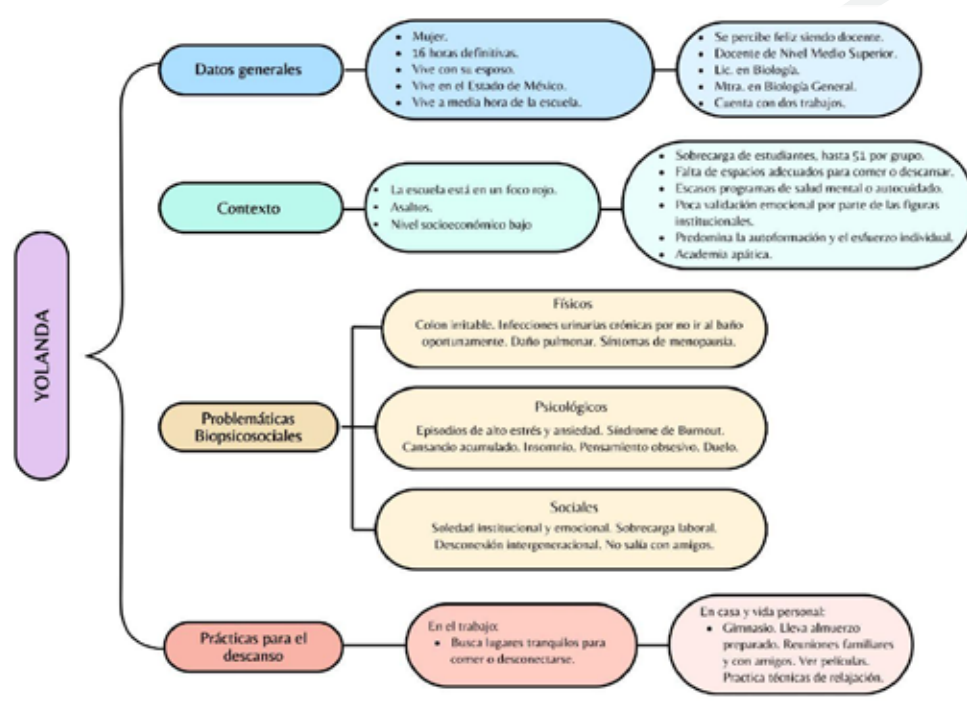 YOLANDA
Datos generales
• Mujer.
• 16 horas definitivas.
• Vive con su esposo.
• Vive en el Estado de México.
• Vive a media hora de la escuela.
• Se percibe feliz siendo docente.
• Docente de Nivel Medio Superior.
• Lic. en Biología.
• Mtra. en Biología General.
• Cuenta con dos trabajos.
Contexto
• La escuela está en un foco rojo.
• Asaltos.
• Nivel socioeconómico bajo
• Sobrecarga de estudiantes, hasta 51 por grupo.
• Falta de espacios adecuados para comer o descansar.
• Escasos programas de salud mental o autocuidado.
• Poca validación emocional por parte de las figuras
institucionales.
• Predomina la autoformación y el esfuerzo individual.
• Academia apática.
Problemáticas
Biopsicosociales
Físicos
Colon irritable. Infecciones urinarias crónicas por no ir al baño
oportunamente. Daño pulmonar. Síntomas de menopausia.
Psicológicos
Episodios de alto estrés y ansiedad. Síndrome de Burnout.
Cansancio acumulado. Insomnio. Pensamiento obsesivo. Duelo.
Sociales
Soledad institucional y emocional. Sobrecarga laboral.
Desconexión intergeneracional. No salía con amigos.
Prácticas para el
descanso
En el trabajo:
• Busca lugares tranquilos para
comer o desconectarse.
En casa y vida personal:
• Gimnasio. Lleva almuerzo
preparado. Reuniones familiares
y con amigos. Ver películas.
Practica técnicas de relajación.